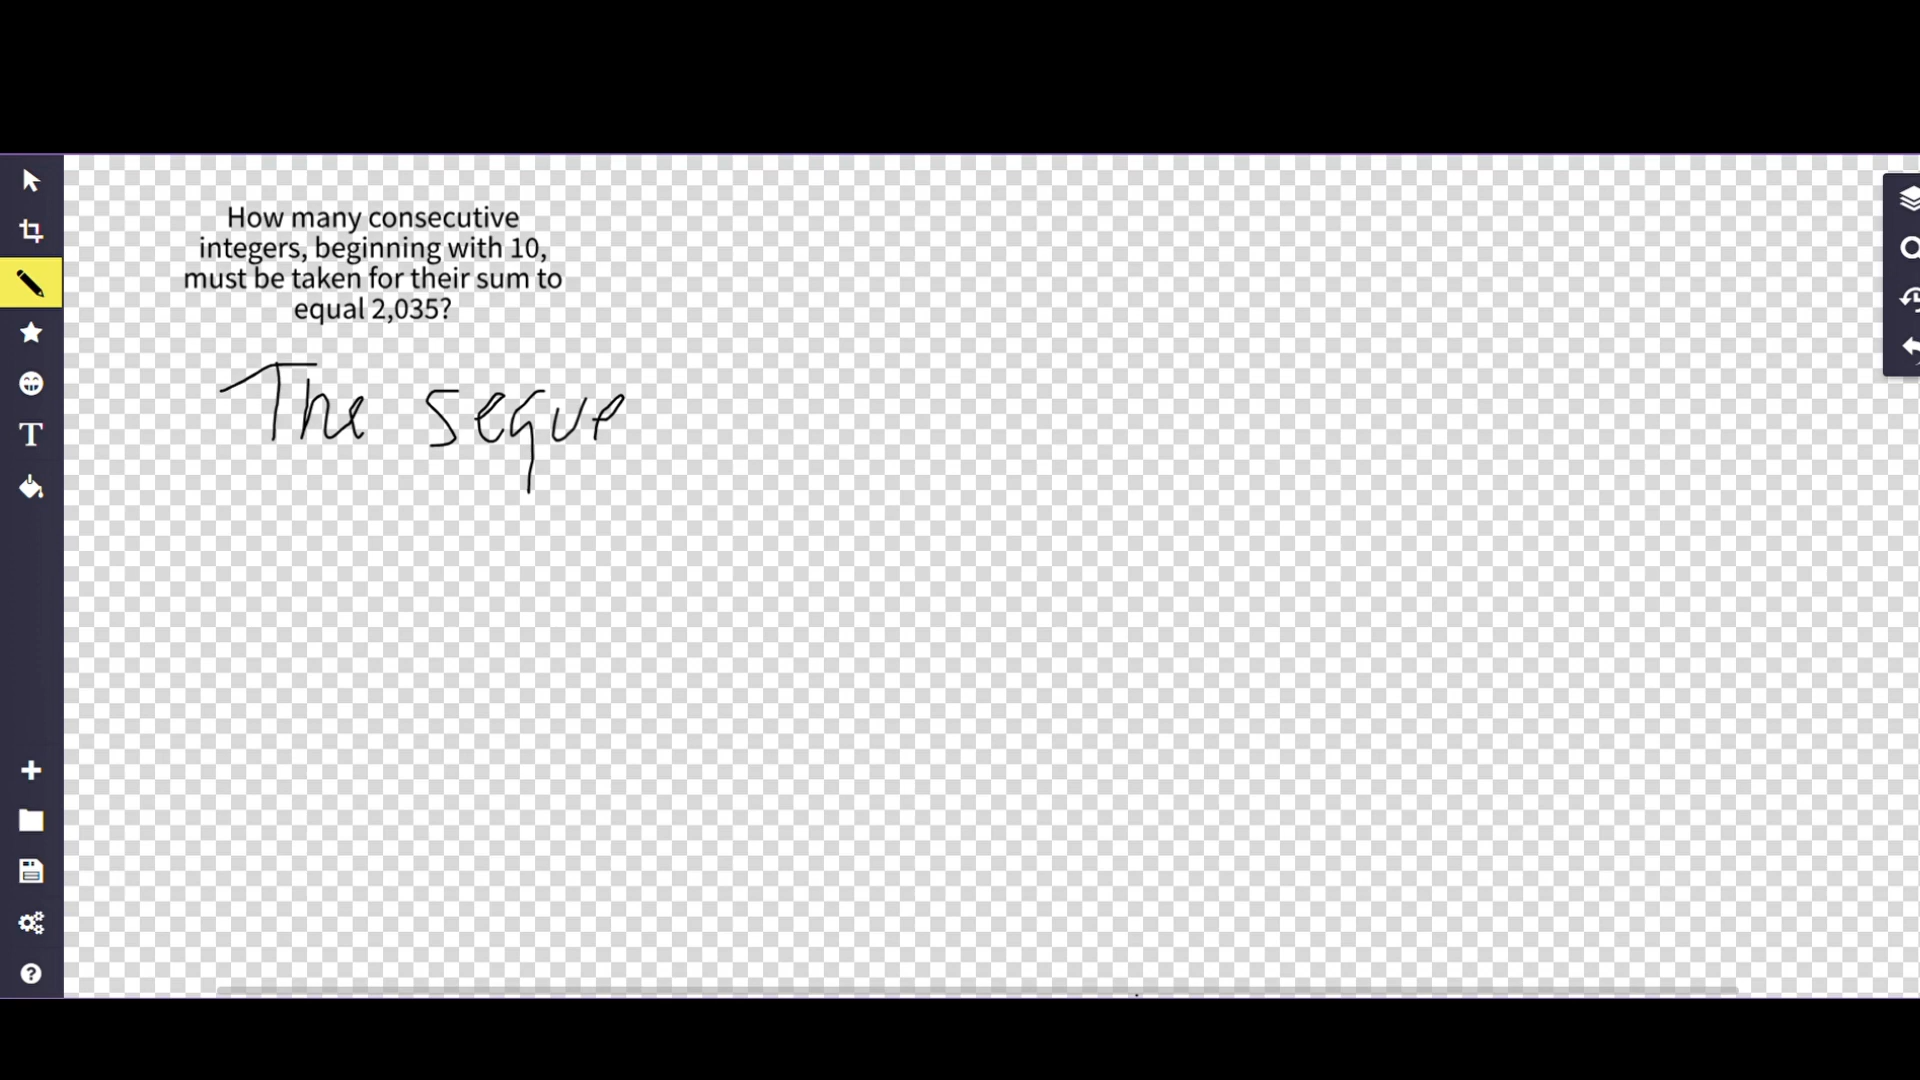 How many consecutive
integers, beginning with 10,
must be taken for their sum to
equal 2,035?
The seque